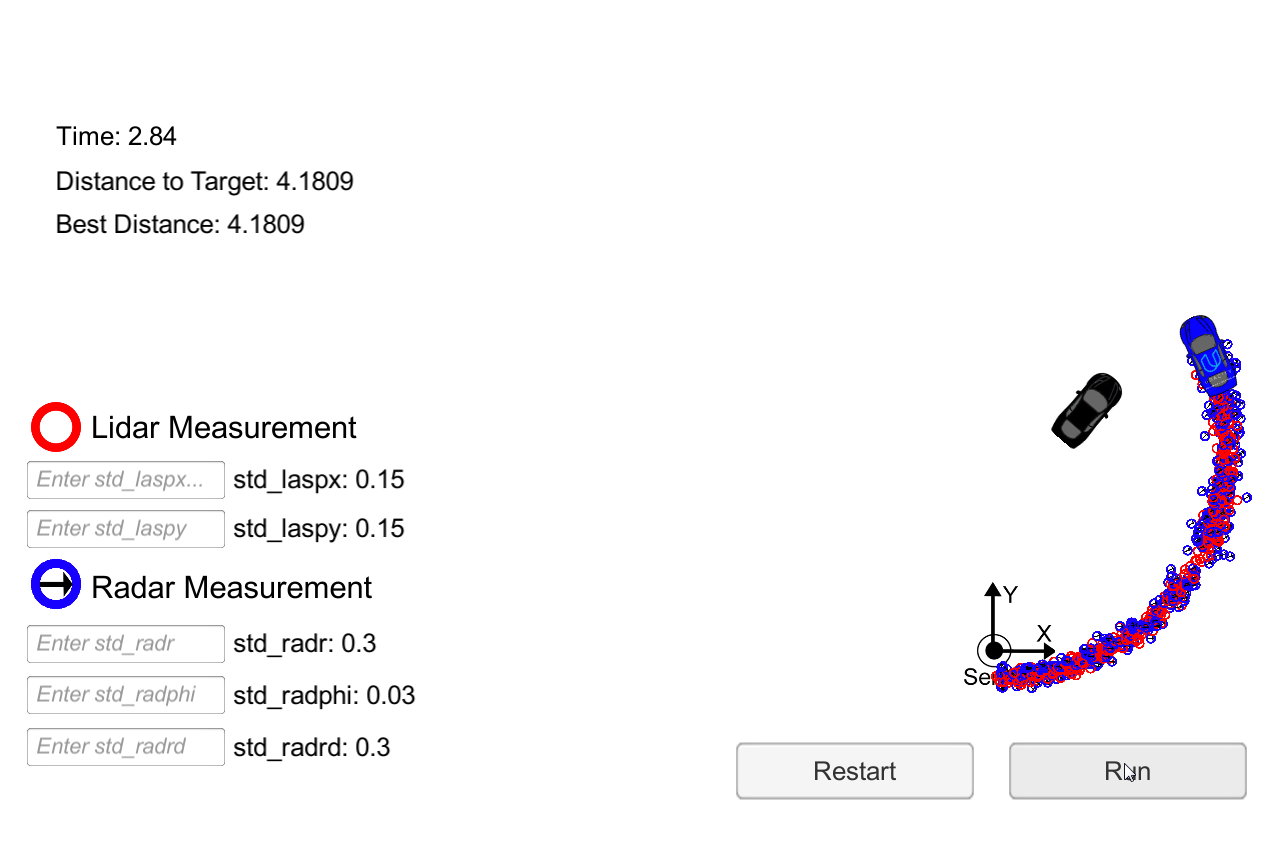 Time: 2.84
Distance to Target: 4.1809
Best Distance: 4.1809
Lidar Measurement
Enter std_laspx... std_laspx: 0.15
Enter std_laspy std_laspy: 0.15
Radar Measurement
Enter std_radr std_radr: 0.3
Enter std_radphi std_radphi: 0.03
Enter std_radrd std_radrd: 0.3
Y
X
Se
Restart Run